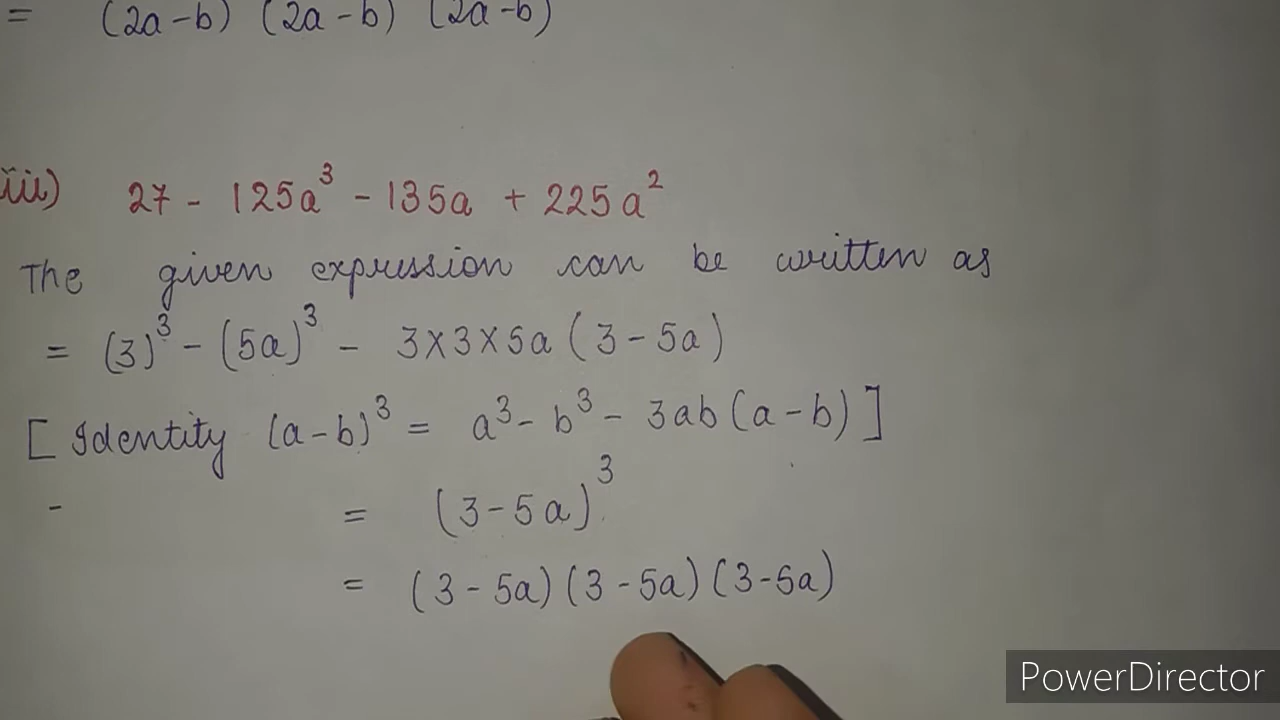 = (2a-b) (2a-b) (2a-b)
iii) 27 - 125a³ - 135a + 225a²
The given expression can be written as
= (3)³ - (5a)³ - 3×3×5a (3-5a)
[ Identity (a-b)³ = a³- b³ - 3ab (a-b) ]
- = (3-5a)³
= (3-5a) (3-5a) (3-5a)
PowerDirector